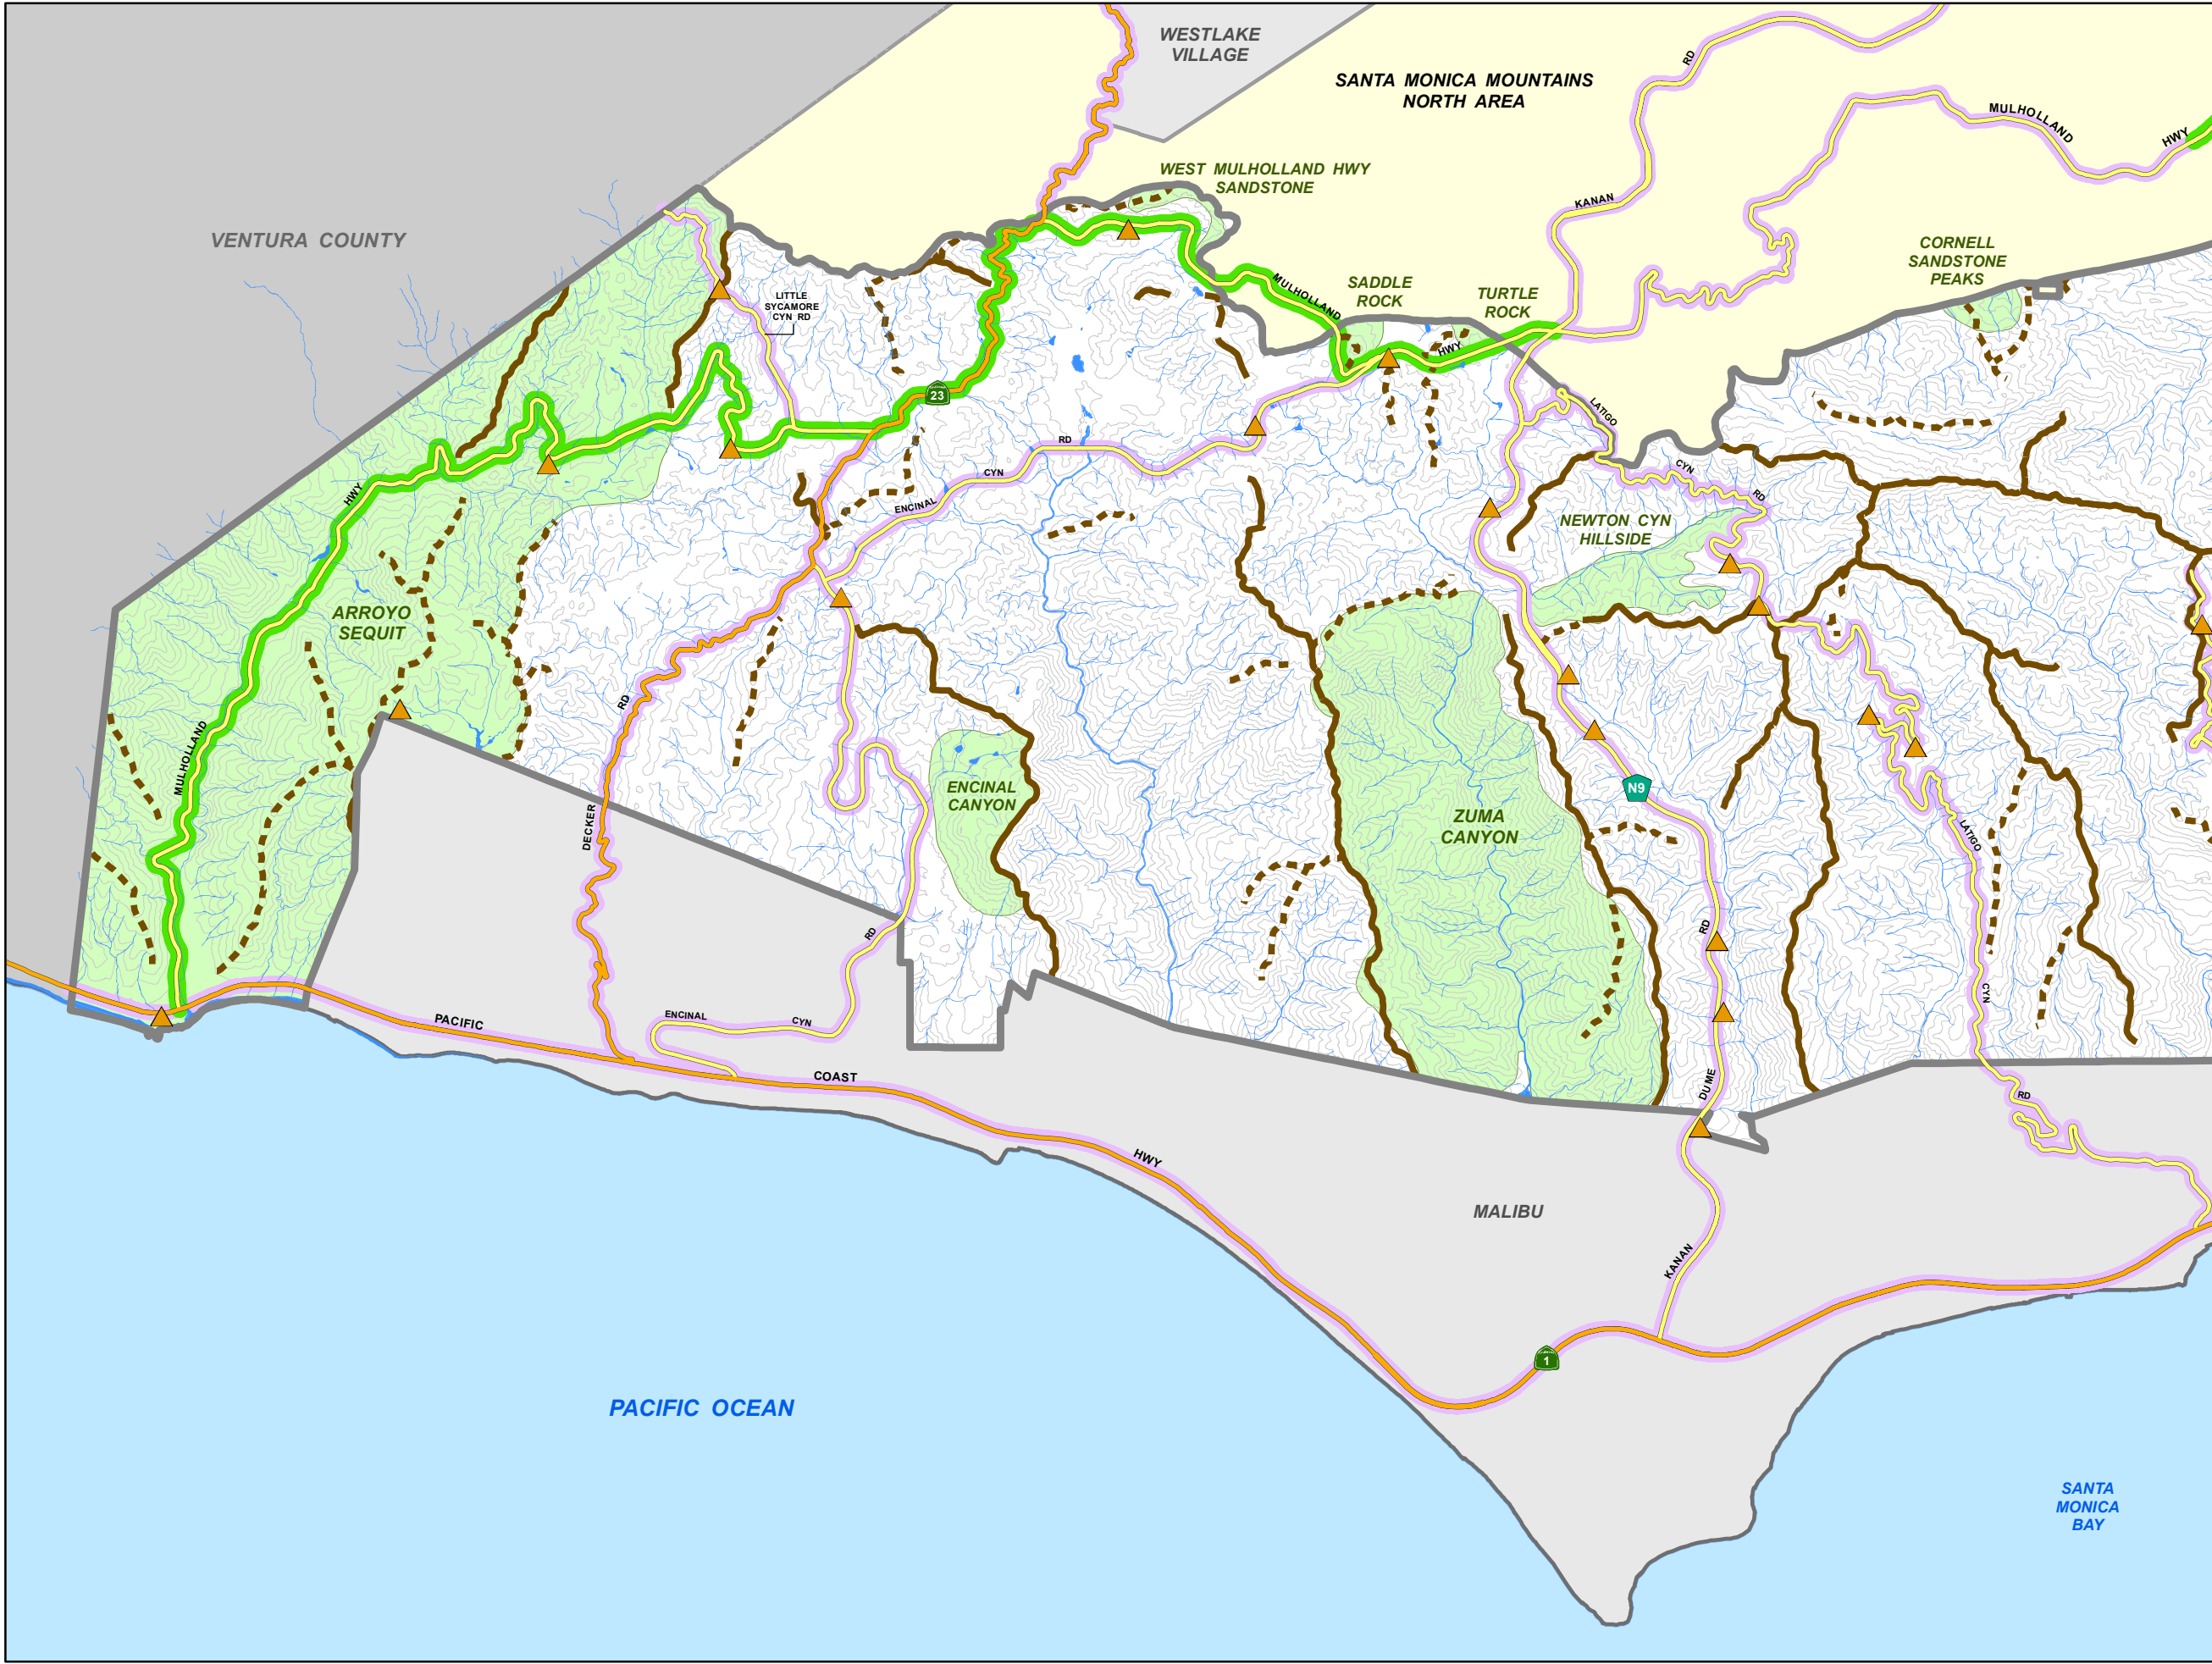 WESTLAKE
VILLAGE
SANTA MONICA MOUNTAINS
NORTH AREA
RD
MULHOLLAND
HWY
WEST MULHOLLAND HWY
SANDSTONE
KANAN
VENTURA COUNTY
CORNELL
SANDSTONE
PEAKS
LITTLE
SYCAMORE
CYN RD
MULHOLLAND
SADDLE
ROCK
TURTLE
ROCK
HWY
23
LATIGO
RD
CYN
CYN
RD
HWY
ENCINAL
NEWTON CYN
HILLSIDE
ARROYO
SEQUIT
RD
MULHOLLAND
ENCINAL
CANYON
N9
ZUMA
CANYON
DECKER
LATIGO
RD
RD
CYN
PACIFIC
ENCINAL
CYN
COAST
DUME
RD
HWY
MALIBU
KANAN
1
PACIFIC OCEAN
SANTA
MONICA
BAY